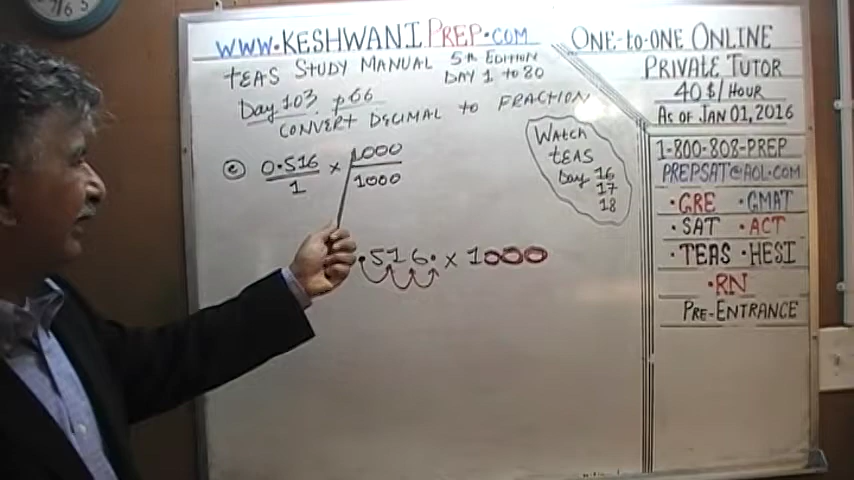 www.KESHWANIPREP.COM
TEAS STUDY MANUAL 5th EDITION
DAY 1 TO 80
Day 103. p66
CONVERT DECIMAL to FRACTION
c 0.516 x 1000
1 1000
.516. x 1000
Watch
TEAS
Day 16
17
18
ONE-to-ONE ONLINE
PRIVATE TUTOR
40 $/HOUR
AS OF JAN 01, 2016
1-800-808-PREP
PREPSAT@AOL.COM
•GRE •GMAT
•SAT •ACT
•TEAS •HESI
•RN
PRE-ENTRANCE